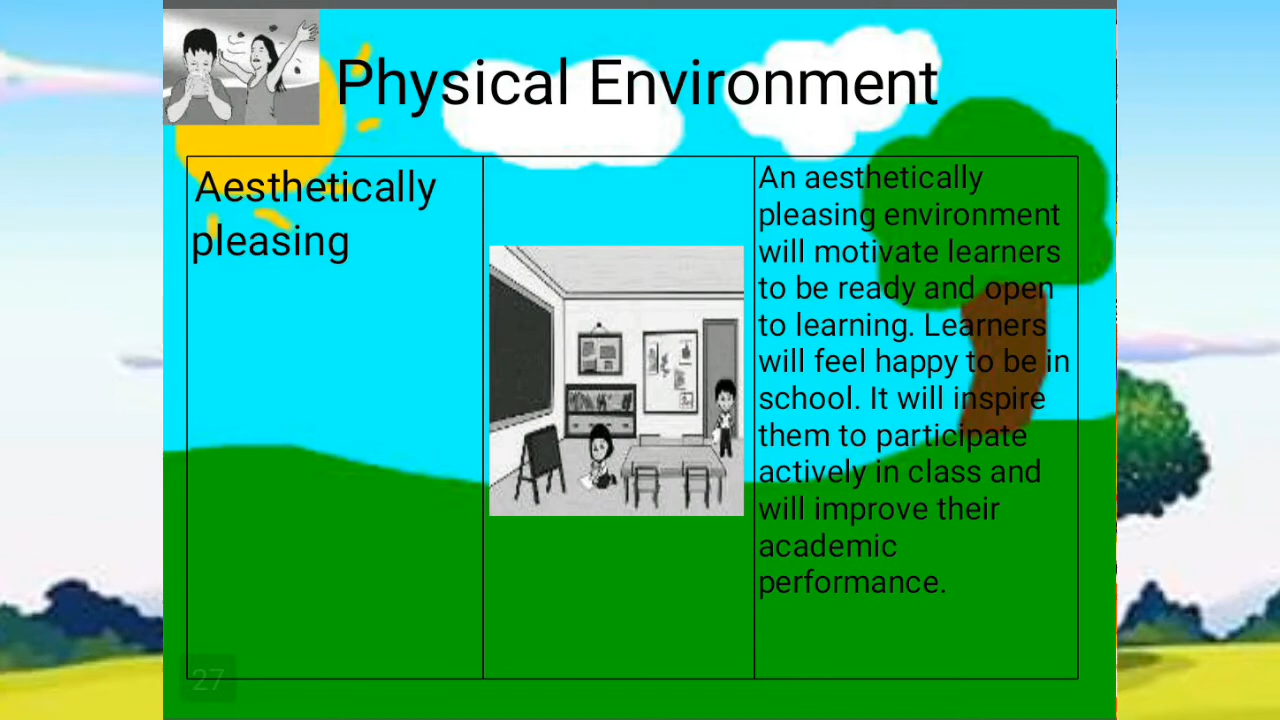 Physical Environment
Aesthetically
pleasing
An aesthetically
pleasing environment
will motivate learners
to be ready and open
to learning. Learners
will feel happy to be in
school. It will inspire
them to participate
actively in class and
will improve their
academic
performance.
27